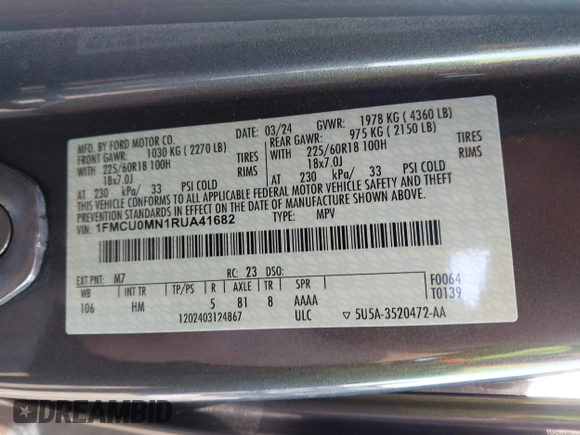 MFD. BY FORD MOTOR CO.
DATE: 03/24 GVWR: 1978 KG ( 4360 LB)
FRONT GAWR: 1030 KG ( 2270 LB) REAR GAWR: 975 KG ( 2150 LB)
WITH 225/60R18 100H TIRES WITH 225/60R18 100H TIRES
18x7.0J RIMS 18x7.0J RIMS
AT 230 kPa/ 33 PSI COLD AT 230 kPa/ 33 PSI COLD
THIS VEHICLE CONFORMS TO ALL APPLICABLE FEDERAL MOTOR VEHICLE SAFETY AND THEFT
PREVENTION STANDARDS IN EFFECT ON THE DATE OF MANUFACTURE SHOWN ABOVE.
VIN: 1FMCU0MN1RUA41682 TYPE: MPV
EXT PNT: M7 RC: 23 DSO:
WB INT TR TP/PS R AXLE TR SPR F0064
106 HM 5 81 8 AAAA T0139
1202403124867 ULC 5U5A-3520472-AA
DREAMBID